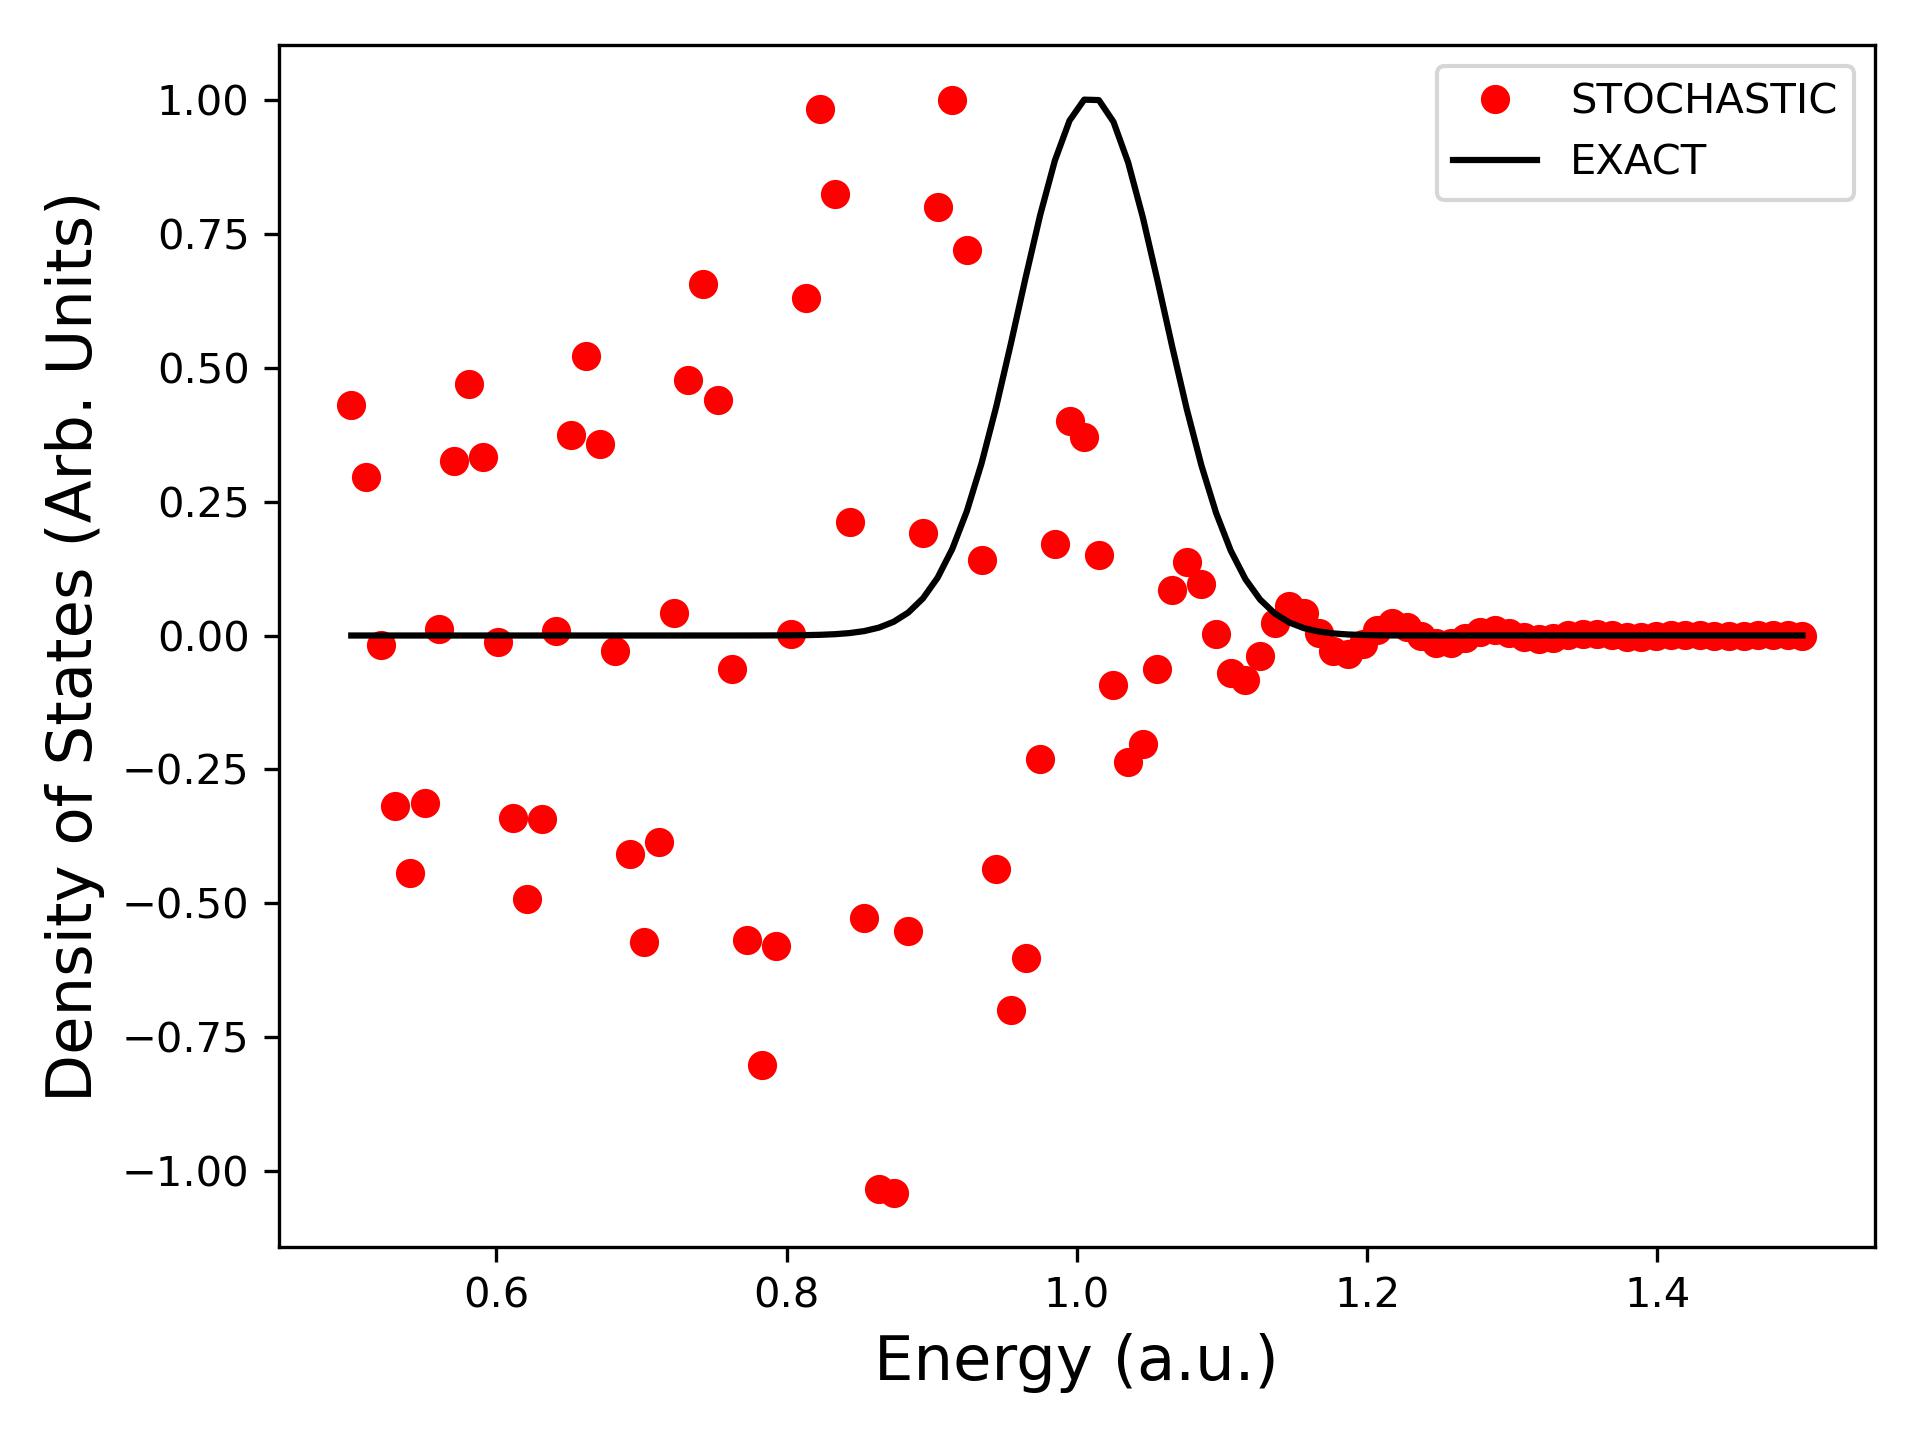 STOCHASTIC
EXACT
1.00
0.75
0.50
0.25
0.00
−0.25
−0.50
−0.75
−1.00
Density of States (Arb. Units)
0.6 0.8 1.0 1.2 1.4
Energy (a.u.)